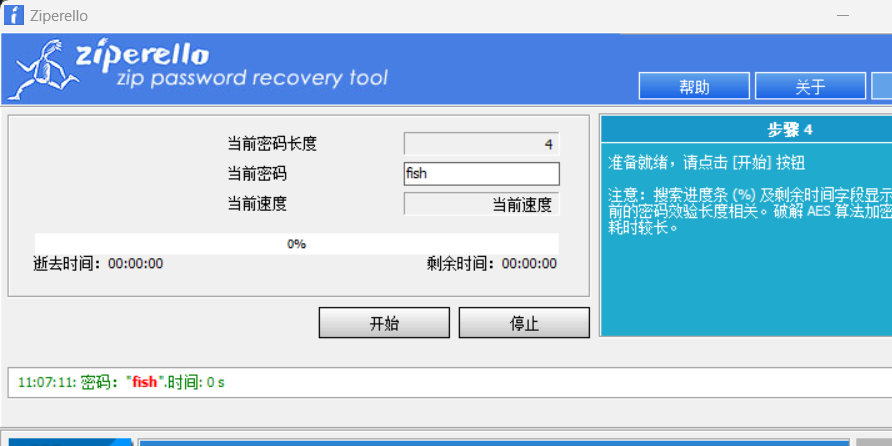 Ziperello
ziperello
zip password recovery tool
帮助
关于
当前密码长度 4
当前密码 fish
当前速度 当前速度
0%
逝去时间：00:00:00 剩余时间：00:00:00
开始 停止
步骤 4
准备就绪，请点击 [开始] 按钮
注意：搜索进度条 (%) 及剩余时间字段显示
前的密码效验长度相关。破解 AES 算法加密
耗时较长。
11:07:11: 密码："fish".时间: 0 s